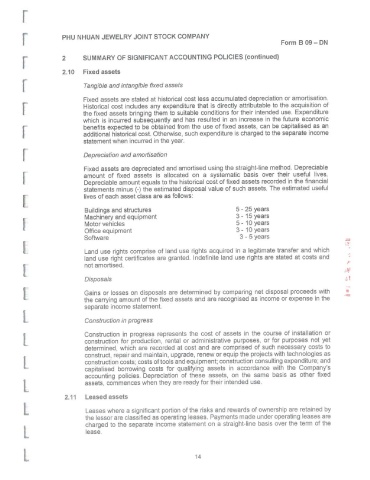 PHU NHUAN JEWELRY JOINT STOCK COMPANY
Form B 09 – DN
2 SUMMARY OF SIGNIFICANT ACCOUNTING POLICIES (continued)
2.10 Fixed assets
Tangible and intangible fixed assets
Fixed assets are stated at historical cost less accumulated depreciation or amortisation.
Historical cost includes any expenditure that is directly attributable to the acquisition of
the fixed assets bringing them to suitable conditions for their intended use. Expenditure
which is incurred subsequently and has resulted in an increase in the future economic
benefits expected to be obtained from the use of fixed assets, can be capitalised as an
additional historical cost. Otherwise, such expenditure is charged to the separate income
statement when incurred in the year.
Depreciation and amortisation
Fixed assets are depreciated and amortised using the straight-line method. Depreciable
amount of fixed assets is allocated on a systematic basis over their useful lives.
Depreciable amount equals to the historical cost of fixed assets recorded in the financial
statements minus (-) the estimated disposal value of such assets. The estimated useful
lives of each asset class are as follows:
Buildings and structures 5 - 25 years
Machinery and equipment 3 - 15 years
Motor vehicles 5 - 10 years
Office equipment 3 - 10 years
Software 3 - 5 years
Land use rights comprise of land use rights acquired in a legitimate transfer and which
land use right certificates are granted. Indefinite land use rights are stated at costs and
not amortised.
Disposals
Gains or losses on disposals are determined by comparing net disposal proceeds with
the carrying amount of the fixed assets and are recognised as income or expense in the
separate income statement.
Construction in progress
Construction in progress represents the cost of assets in the course of installation or
construction for production, rental or administrative purposes, or for purposes not yet
determined, which are recorded at cost and are comprised of such necessary costs to
construct, repair and maintain, upgrade, renew or equip the projects with technologies as
construction costs; costs of tools and equipment; construction consulting expenditure; and
capitalised borrowing costs for qualifying assets in accordance with the Company's
accounting policies. Depreciation of these assets, on the same basis as other fixed
assets, commences when they are ready for their intended use.
2.11 Leased assets
Leases where a significant portion of the risks and rewards of ownership are retained by
the lessor are classified as operating leases. Payments made under operating leases are
charged to the separate income statement on a straight-line basis over the term of the
lease.
14